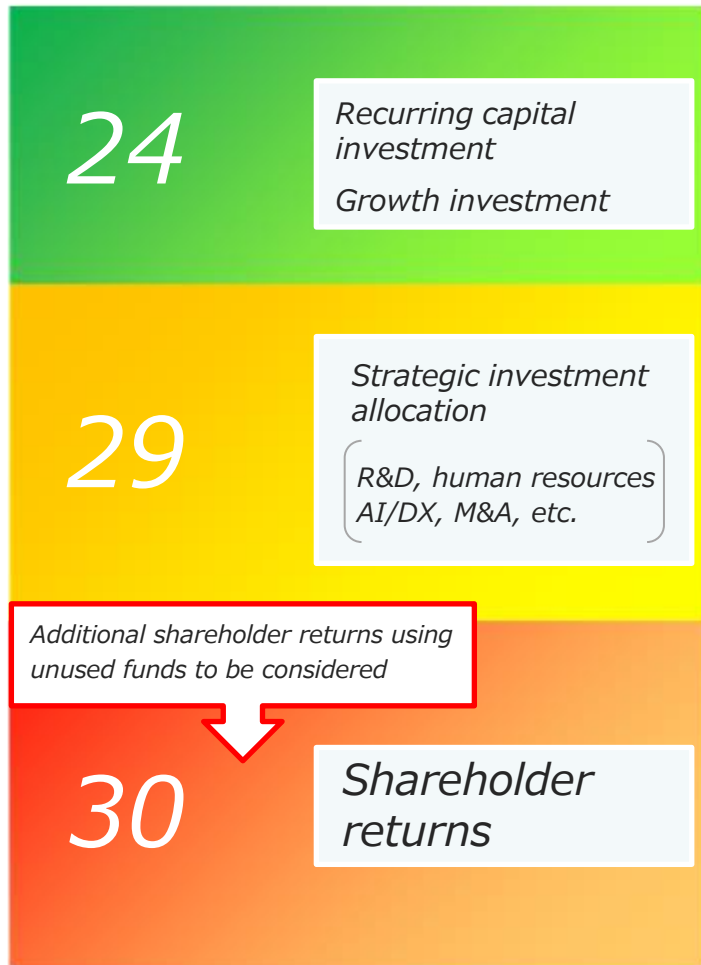 24
Recurring capital
investment
Growth investment
29
Strategic investment
allocation
R&D, human resources
AI/DX, M&A, etc.
Additional shareholder returns using
unused funds to be considered
30
Shareholder
returns